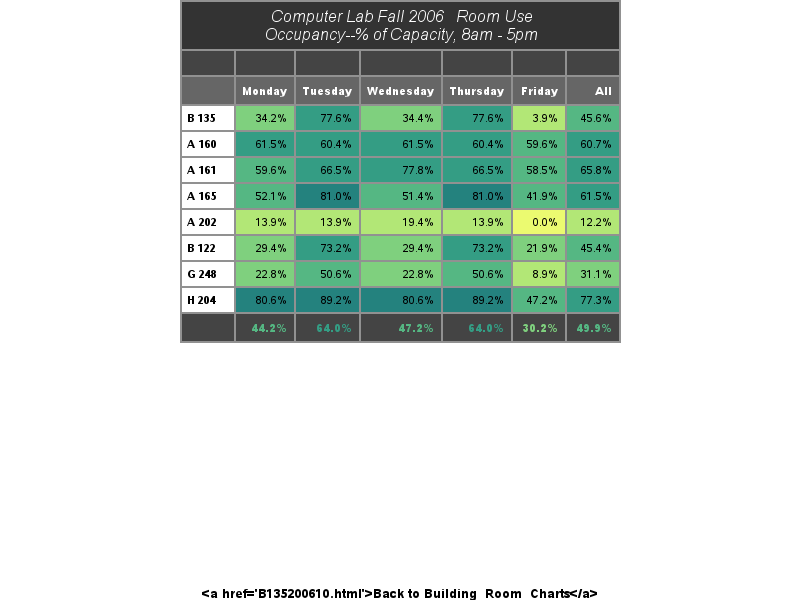 Computer Lab Fall 2006 Room Use
Occupancy--% of Capacity, 8am - 5pm
Monday Tuesday Wednesday Thursday Friday All
B 135 34.2% 77.6% 34.4% 77.6% 3.9% 45.6%
A 160 61.5% 60.4% 61.5% 60.4% 59.6% 60.7%
A 161 59.6% 66.5% 77.8% 66.5% 58.5% 65.8%
A 165 52.1% 81.0% 51.4% 81.0% 41.9% 61.5%
A 202 13.9% 13.9% 19.4% 13.9% 0.0% 12.2%
B 122 29.4% 73.2% 29.4% 73.2% 21.9% 45.4%
G 248 22.8% 50.6% 22.8% 50.6% 8.9% 31.1%
H 204 80.6% 89.2% 80.6% 89.2% 47.2% 77.3%
44.2% 64.0% 47.2% 64.0% 30.2% 49.9%
<a href='B135200610.html'>Back to Building_Room_Charts</a>